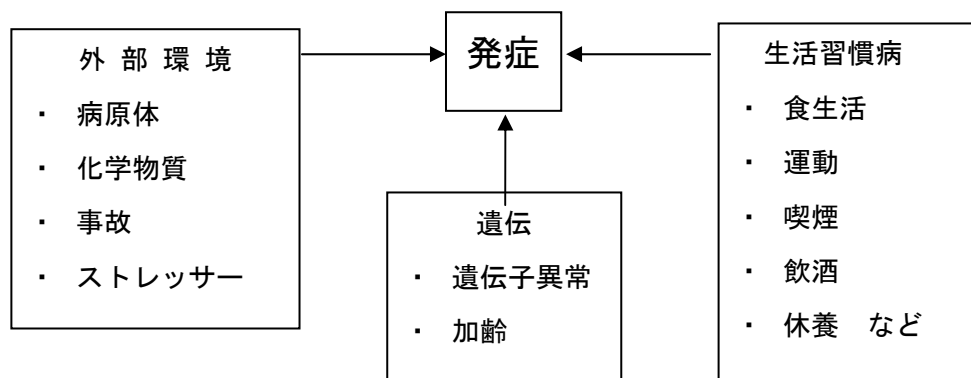 発症
外 部 環 境
・ 病原体
・ 化学物質
・ 事故
・ ストレッサー
遺伝
・ 遺伝子異常
・ 加齢
生活習慣病
・ 食生活
・ 運動
・ 喫煙
・ 飲酒
・ 休養　など